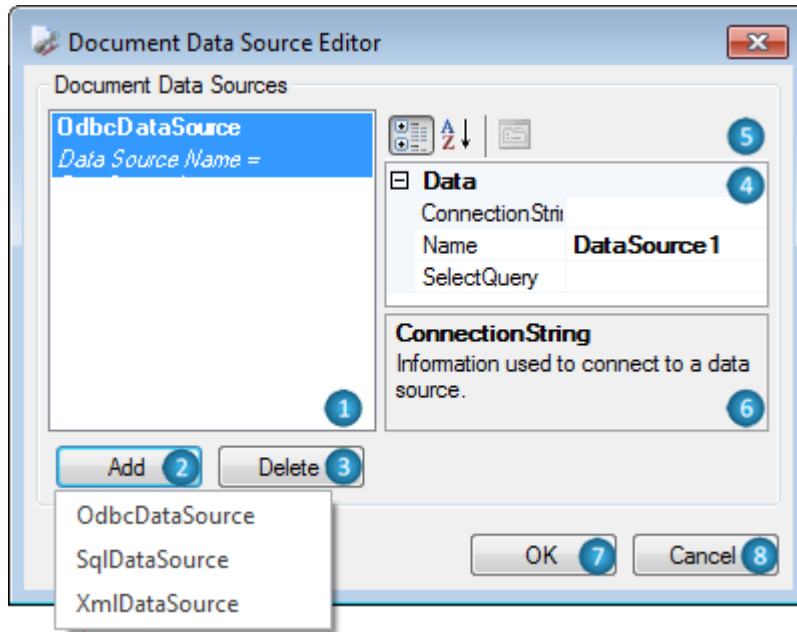 Document Data Source Editor
Document Data Sources
OdbcDataSource
Data Source Name =
1
A
Z
5
Data
4
ConnectionStri
Name DataSource1
SelectQuery
ConnectionString
Information used to connect to a data
source.
6
Add 2 Delete 3
OdbcDataSource
SqlDataSource
XmlDataSource
OK 7 Cancel 8